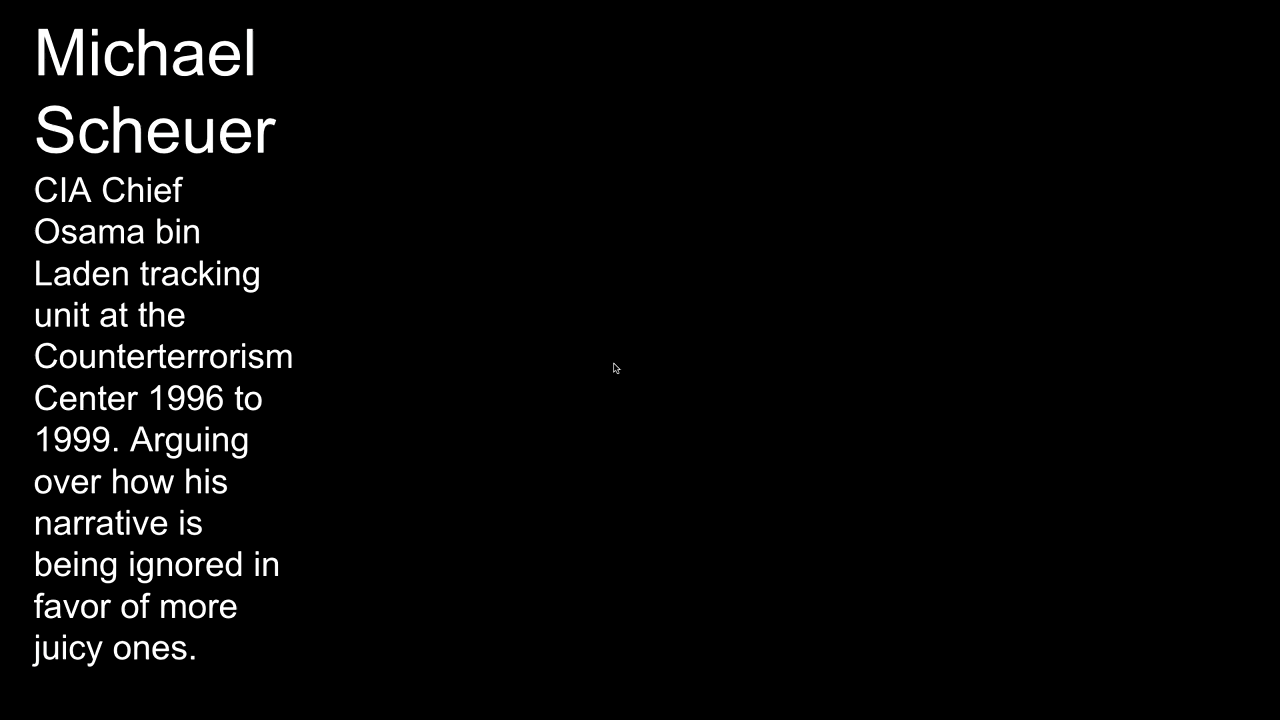 Michael
Scheuer
CIA Chief
Osama bin
Laden tracking
unit at the
Counterterrorism
Center 1996 to
1999. Arguing
over how his
narrative is
being ignored in
favor of more
juicy ones.